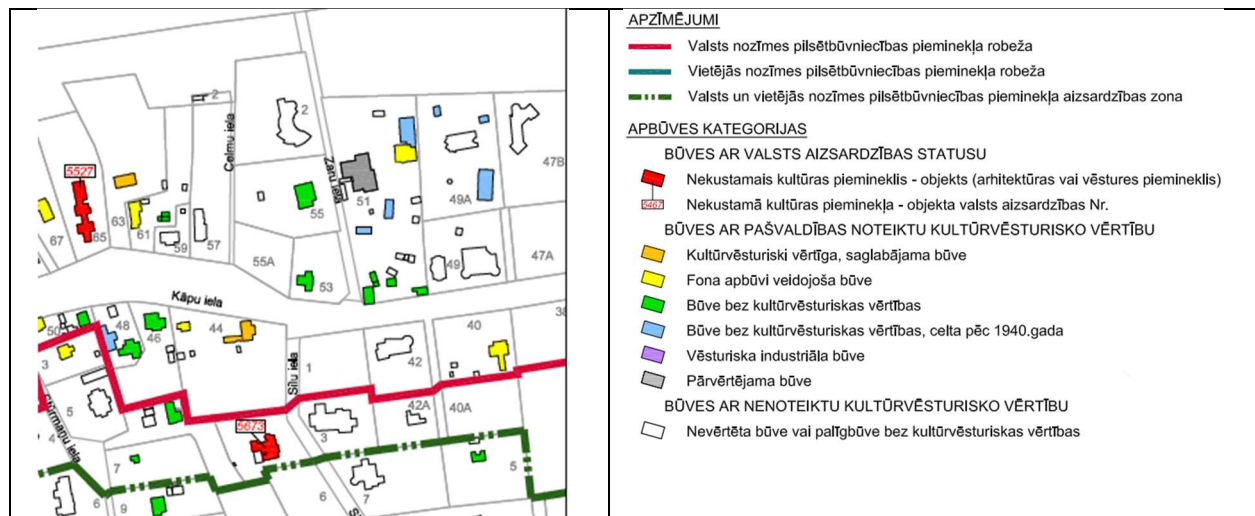 2
2
Celmu iela
5527
Zaru iela
47B
51
55
49A
63
61
67
65
59
57
55A
49
47A
53
Kāpu iela
50
48
46
44
40
38
3
1
42
Sīlu iela
5
42A
40A
5673
3
4
7
5
6
9
6
7
APZĪMĒJUMI
Valsts nozīmes pilsētbūvniecības pieminekļa robeža
Vietējās nozīmes pilsētbūvniecības pieminekļa robeža
Valsts un vietējās nozīmes pilsētbūvniecības pieminekļa aizsardzības zona
APBŪVES KATEGORIJAS
BŪVES AR VALSTS AIZSARDZĪBAS STATUSU
Nekustamais kultūras piemineklis - objekts (arhitektūras vai vēstures piemineklis)
5467
Nekustamā kultūras pieminekļa - objekta valsts aizsardzības Nr.
BŪVES AR PAŠVALDĪBAS NOTEIKTU KULTŪRVĒSTURISKO VĒRTĪBU
Kultūrvēsturiski vērtīga, saglabājama būve
Fona apbūvi veidojoša būve
Būve bez kultūrvēsturiskas vērtības
Būve bez kultūrvēsturiskas vērtības, celta pēc 1940.gada
Vēsturiska industriāla būve
Pārvērtējama būve
BŪVES AR NENOTEIKTU KULTŪRVĒSTURISKO VĒRTĪBU
Nevērtēta būve vai palīgbūve bez kultūrvēsturiskas vērtības